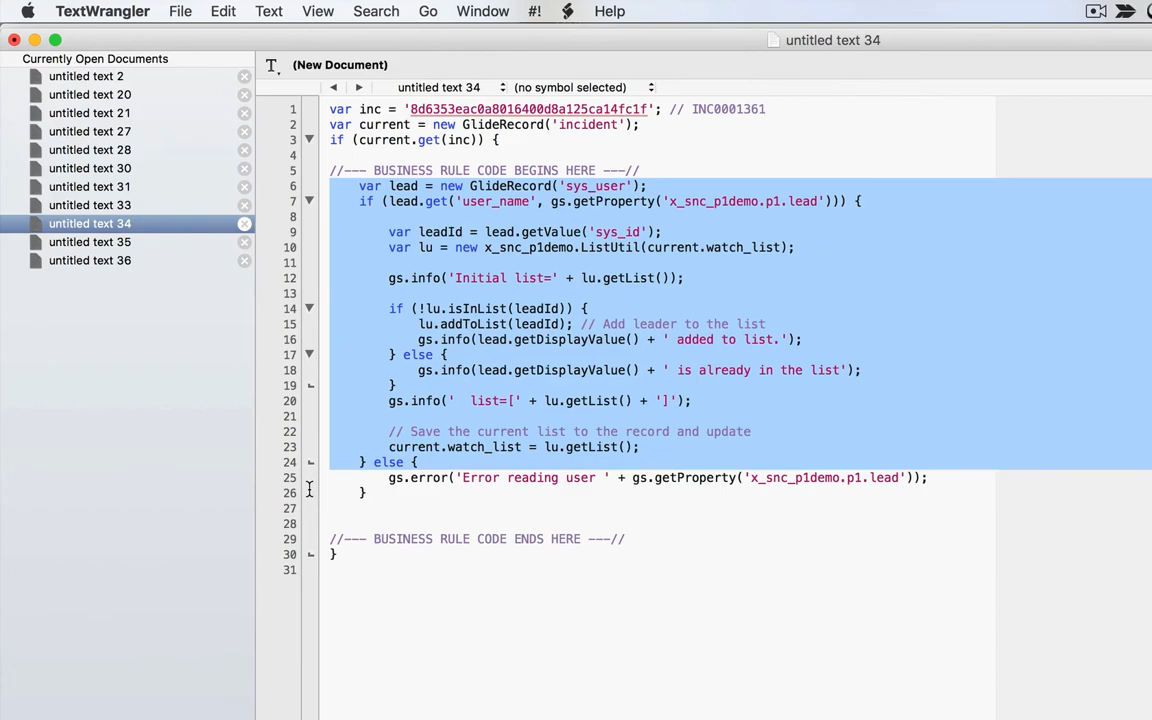 TextWrangler File Edit Text View Search Go Window #! Help
untitled text 34
Currently Open Documents
untitled text 2
untitled text 20
untitled text 21
untitled text 27
untitled text 28
untitled text 30
untitled text 31
untitled text 33
untitled text 34
untitled text 35
untitled text 36
T. (New Document)
untitled text 34 (no symbol selected)
1 var inc = '8d6353eac0a8016400d8a125ca14fc1f'; // INC0001361
2 var current = new GlideRecord('incident');
3 if (current.get(inc)) {
4
5 //--- BUSINESS RULE CODE BEGINS HERE ---//
6 var lead = new GlideRecord('sys_user');
7 if (lead.get('user_name', gs.getProperty('x_snc_p1demo.p1.lead'))) {
8
9 var leadId = lead.getValue('sys_id');
10 var lu = new x_snc_p1demo.ListUtil(current.watch_list);
11
12 gs.info('Initial list=' + lu.getList());
13
14 if (!lu.isInList(leadId)) {
15 lu.addToList(leadId); // Add leader to the list
16 gs.info(lead.getDisplayValue() + ' added to list.');
17 } else {
18 gs.info(lead.getDisplayValue() + ' is already in the list');
19 }
20 gs.info('  list=[' + lu.getList() + ']');
21
22 // Save the current list to the record and update
23 current.watch_list = lu.getList();
24 } else {
25 gs.error('Error reading user ' + gs.getProperty('x_snc_p1demo.p1.lead'));
26 }
27
28
29 //--- BUSINESS RULE CODE ENDS HERE ---//
30 }
31